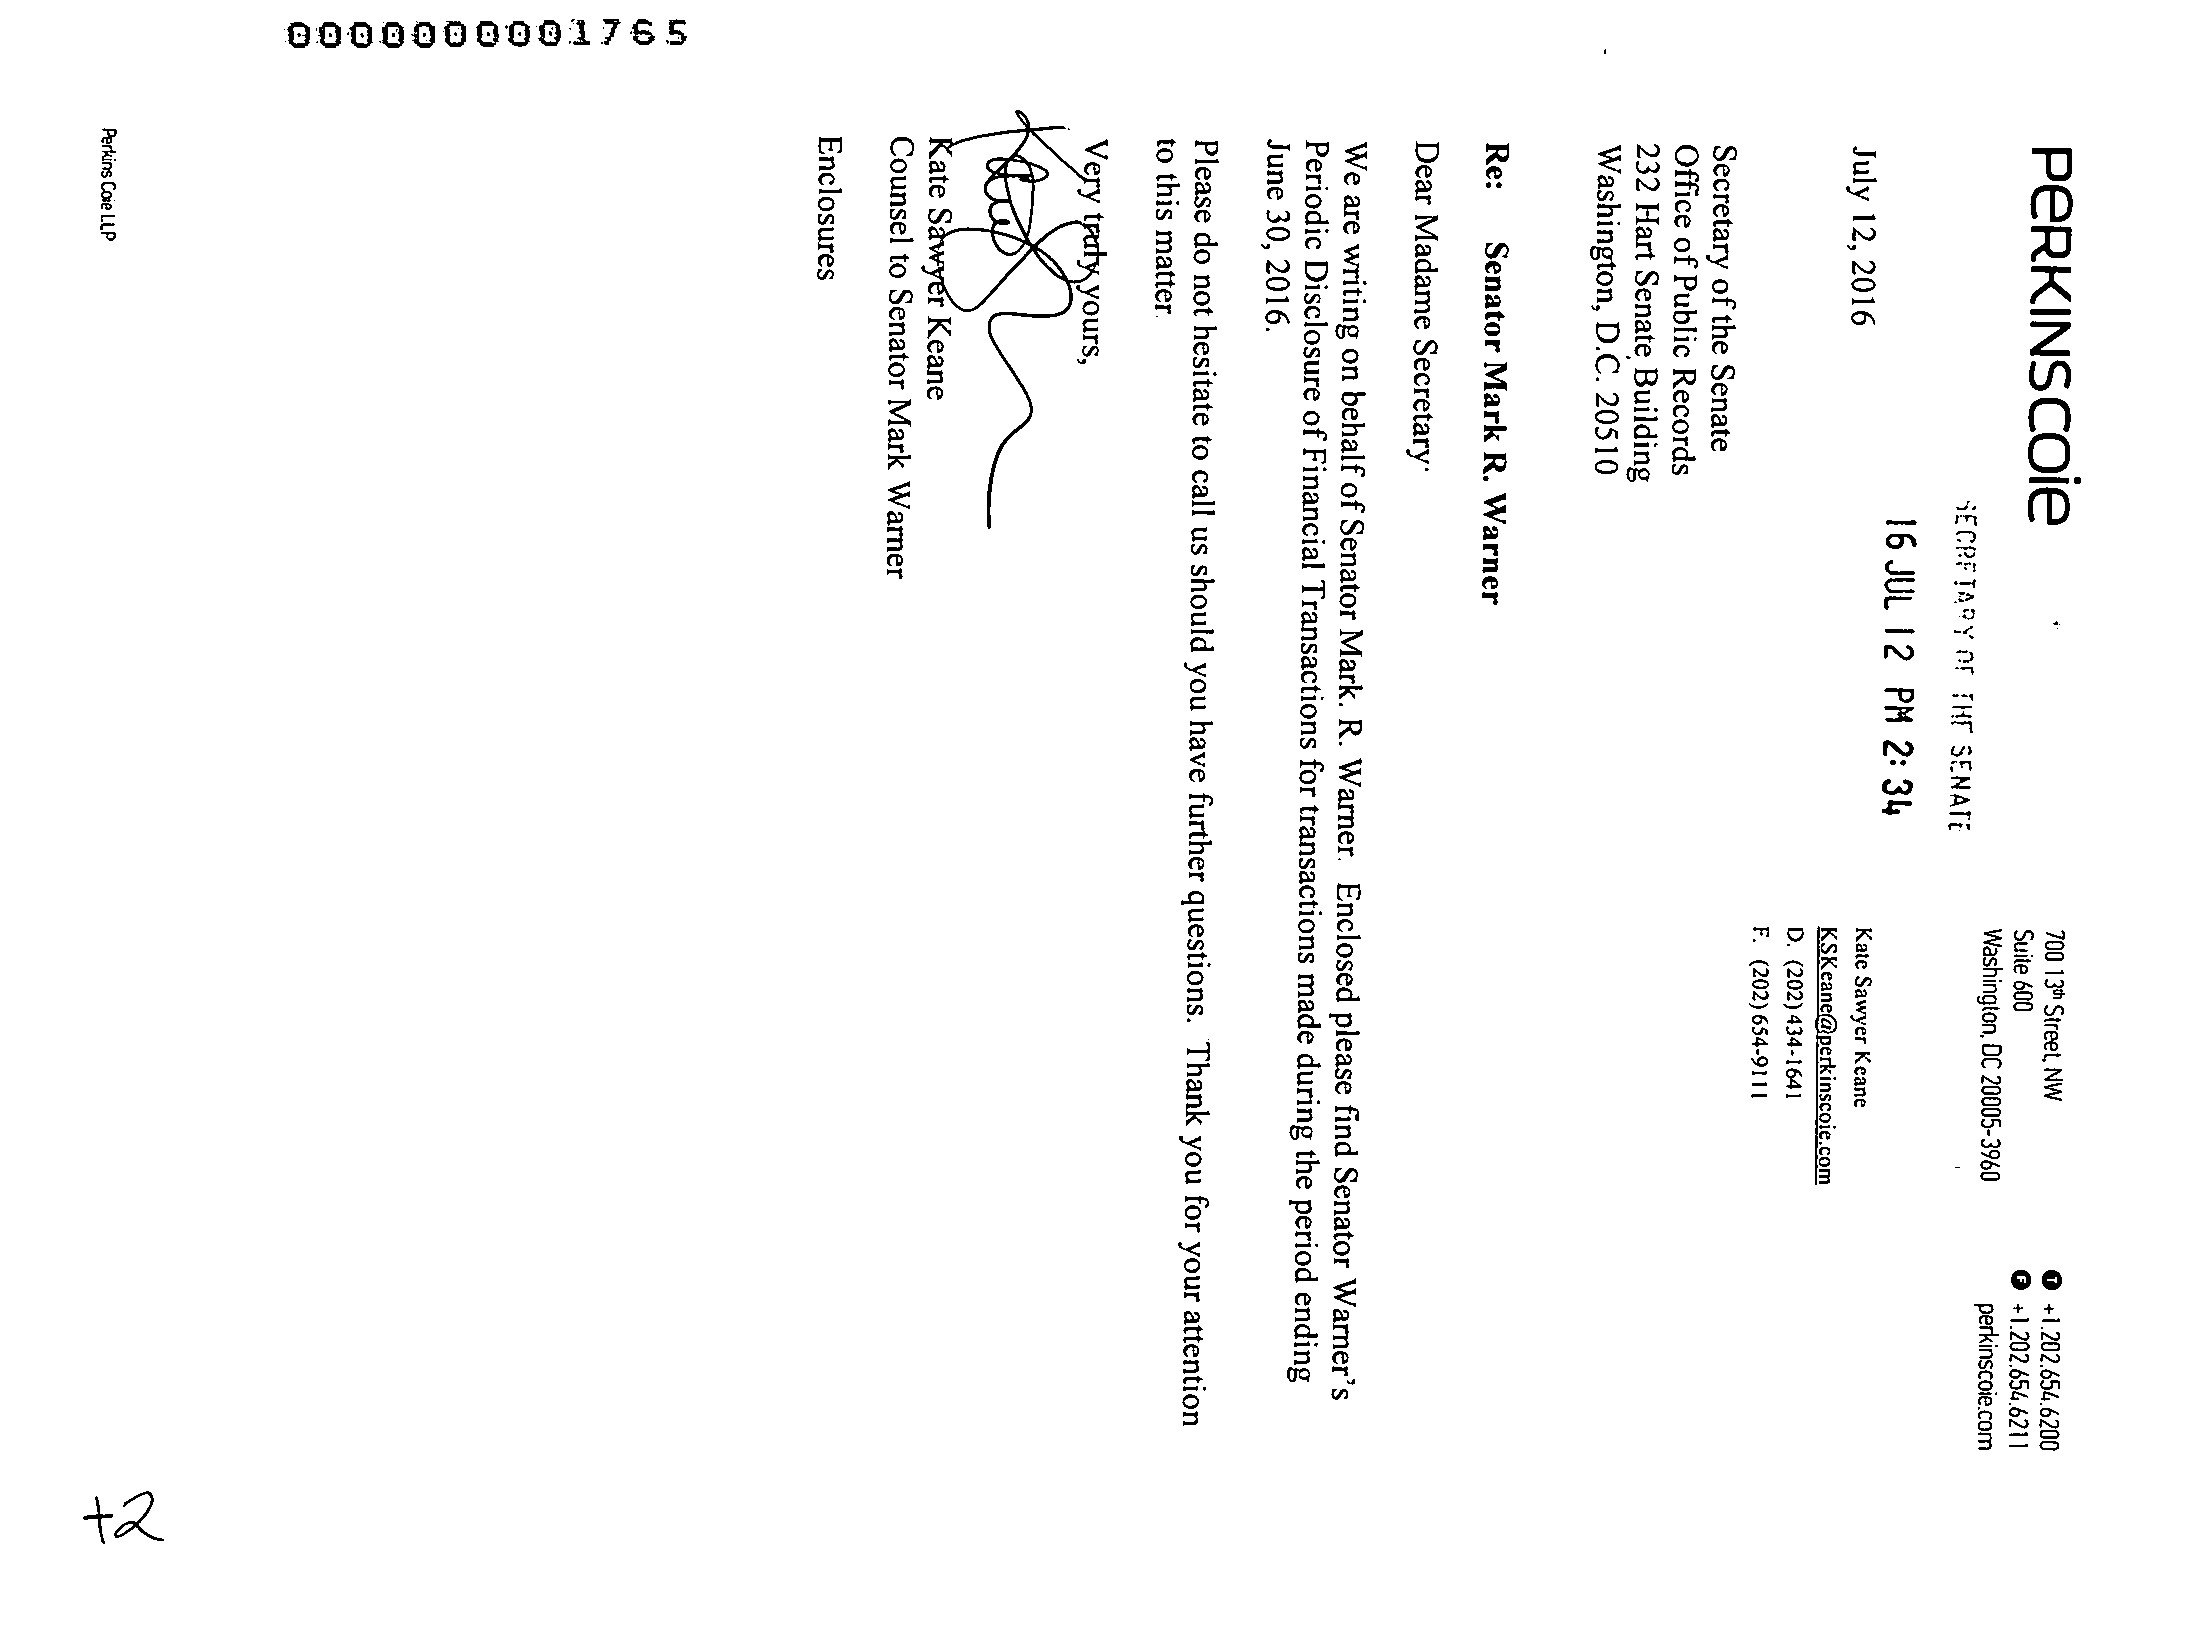 PERKINSCOIE
700 13th Street, NW
Suite 600
Washington, DC 20005-3960
T +1.202.654.6200
F +1.202.654.6211
perkinscoie.com
SECRETARY OF THE SENATE
16 JUL 12 PM 2:34
July 12, 2016
Kate Sawyer Keane
KSKeane@perkinscoie.com
D. (202) 434-1641
F. (202) 654-9111
Secretary of the Senate
Office of Public Records
232 Hart Senate Building
Washington, D.C. 20510
Re: Senator Mark R. Warner
Dear Madame Secretary:
We are writing on behalf of Senator Mark. R. Warner. Enclosed please find Senator Warner's
Periodic Disclosure of Financial Transactions for transactions made during the period ending
June 30, 2016.
Please do not hesitate to call us should you have further questions. Thank you for your attention
to this matter.
Very truly yours,
Kate Sawyer Keane
Counsel to Senator Mark Warner
Enclosures
Perkins Coie LLP
+2
0000000001765